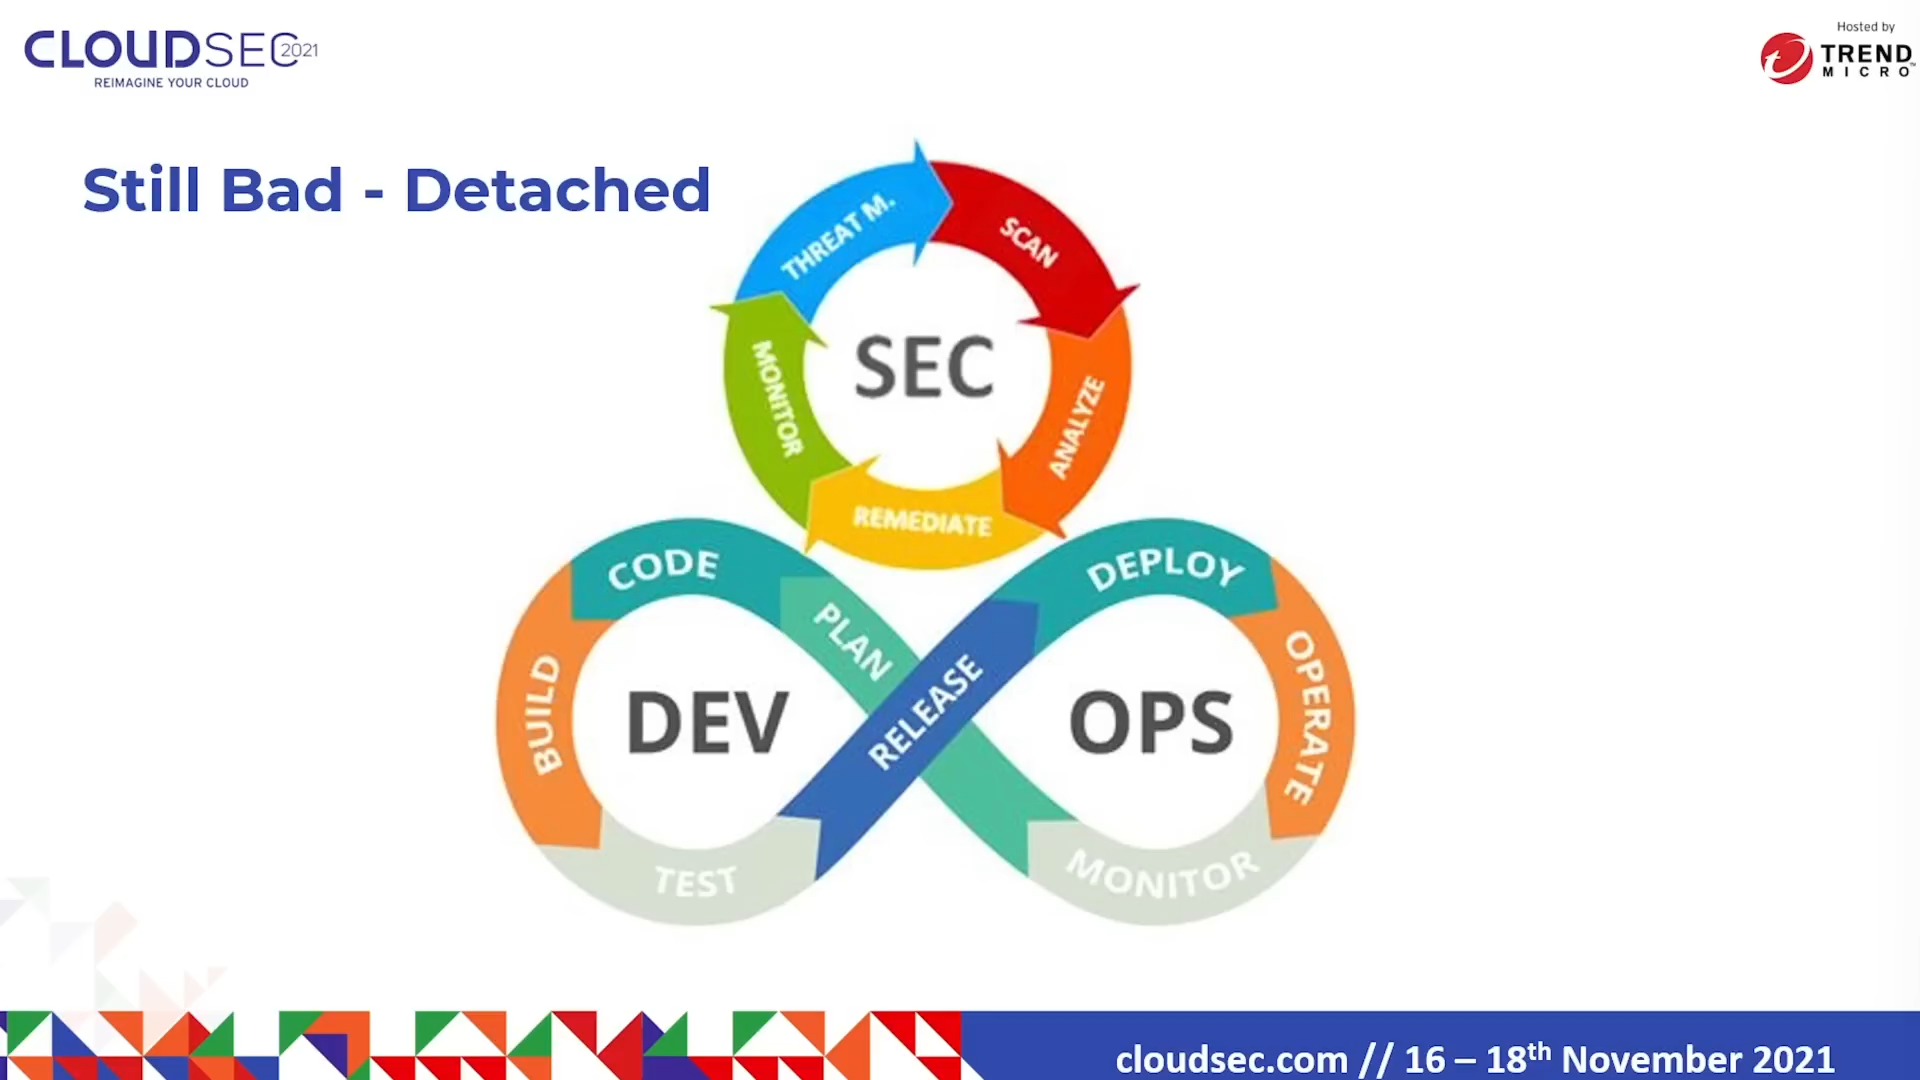 CLOUDSEC2021
REIMAGINE YOUR CLOUD
Hosted by
TREND
MICRO™
Still Bad - Detached
THREAT M.
SCAN
MONITOR
SEC
ANALYZE
REMEDIATE
CODE
DEPLOY
PLAN
BUILD
DEV
RELEASE
OPS
OPERATE
TEST
MONITOR
cloudsec.com // 16 – 18th November 2021